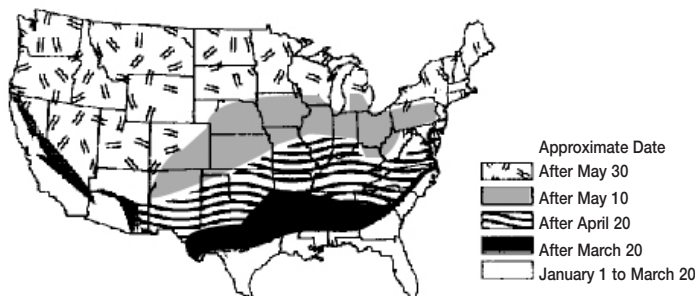 Approximate Date
After May 30
After May 10
After April 20
After March 20
January 1 to March 20